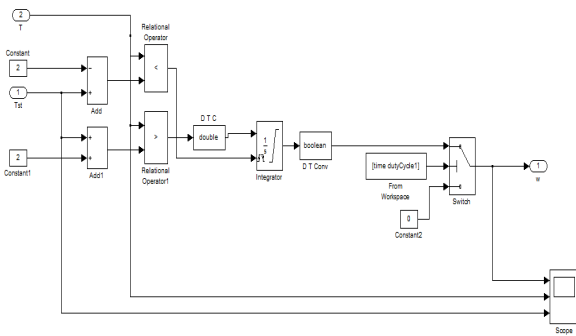 2
T
Relational
Operator
Constant
2
<
1
Tst
Add
D T C
double
>
2
Constant1
Add1
Relational
Operator1
1
s
Integrator
boolean
D T Conv
[time dutyCycle1]
From
Workspace
0
Constant2
Switch
1
w
Scope